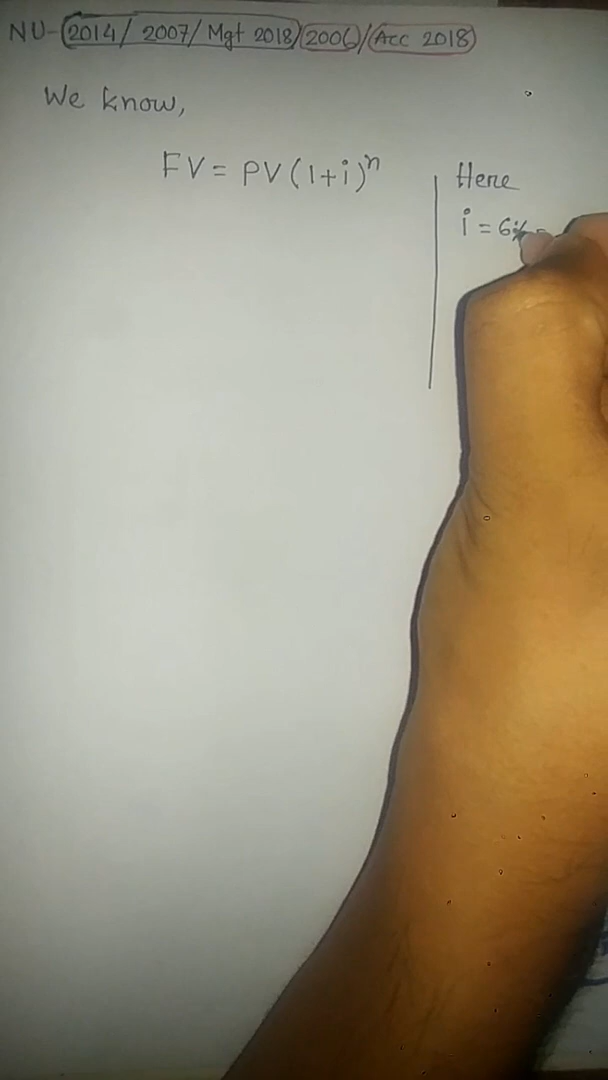 NU-(2014/ 2007/ Mgt 2018)(2006)/(Acc 2018)
We know,
FV = PV(1+i)ⁿ
Here
i = 6% =